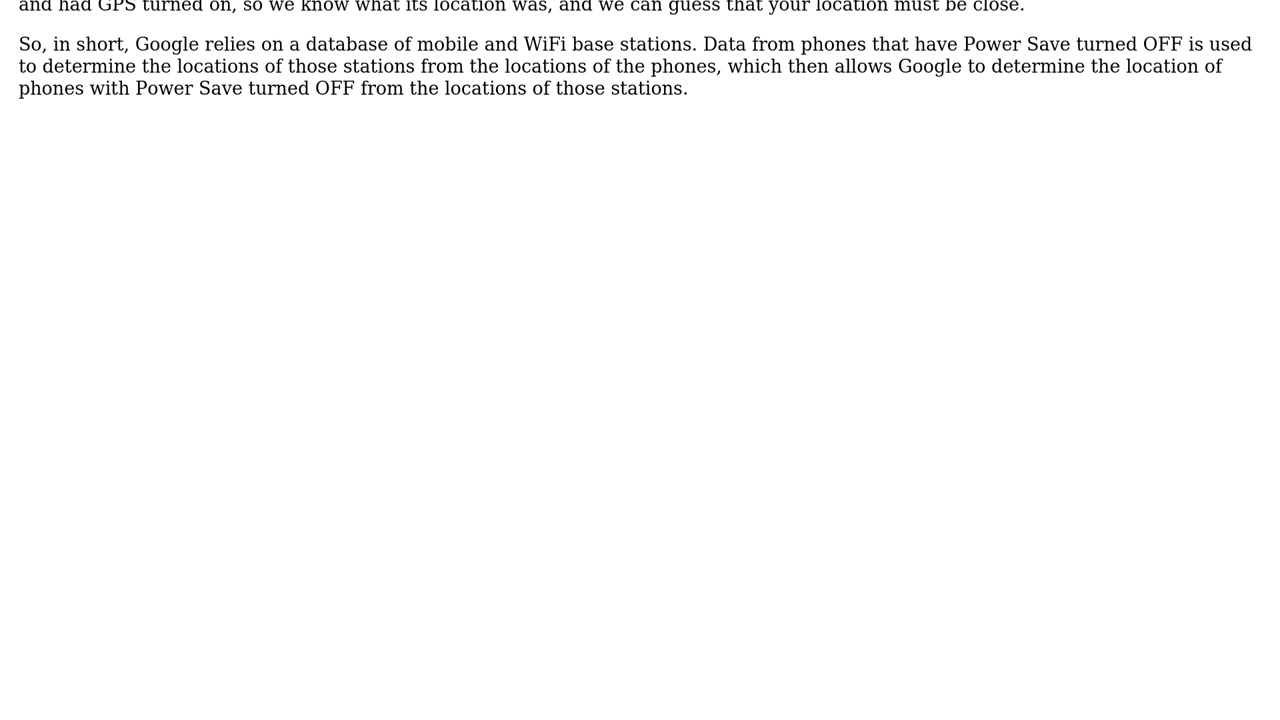 and had GPS turned on, so we know what its location was, and we can guess that your location must be close.
So, in short, Google relies on a database of mobile and WiFi base stations. Data from phones that have Power Save turned OFF is used
to determine the locations of those stations from the locations of the phones, which then allows Google to determine the location of
phones with Power Save turned OFF from the locations of those stations.